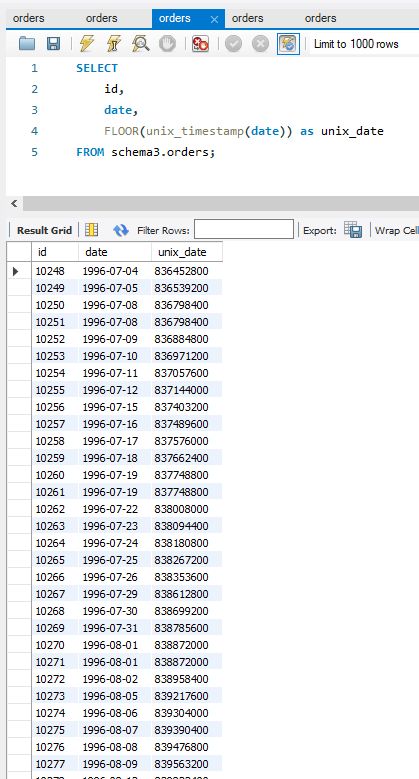 orders orders orders orders orders
Limit to 1000 rows
1 SELECT
2 id,
3 date,
4 FLOOR(unix_timestamp(date)) as unix_date
5 FROM schema3.orders;
Result Grid Filter Rows: Export: Wrap Cell
id date unix_date
10248 1996-07-04 836452800
10249 1996-07-05 836539200
10250 1996-07-08 836798400
10251 1996-07-08 836798400
10252 1996-07-09 836884800
10253 1996-07-10 836971200
10254 1996-07-11 837057600
10255 1996-07-12 837144000
10256 1996-07-15 837403200
10257 1996-07-16 837489600
10258 1996-07-17 837576000
10259 1996-07-18 837662400
10260 1996-07-19 837748800
10261 1996-07-19 837748800
10262 1996-07-22 838008000
10263 1996-07-23 838094400
10264 1996-07-24 838180800
10265 1996-07-25 838267200
10266 1996-07-26 838353600
10267 1996-07-29 838612800
10268 1996-07-30 838699200
10269 1996-07-31 838785600
10270 1996-08-01 838872000
10271 1996-08-01 838872000
10272 1996-08-02 838958400
10273 1996-08-05 839217600
10274 1996-08-06 839304000
10275 1996-08-07 839390400
10276 1996-08-08 839476800
10277 1996-08-09 839563200